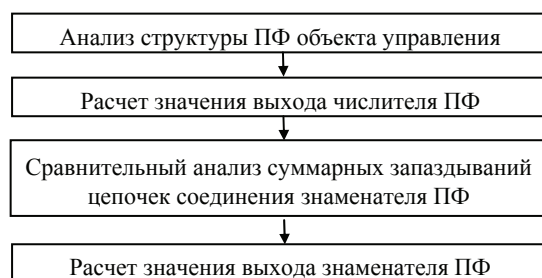 Анализ структуры ПФ объекта управления
Расчет значения выхода числителя ПФ
Сравнительный анализ суммарных запаздываний
цепочек соединения знаменателя ПФ
Расчет значения выхода знаменателя ПФ